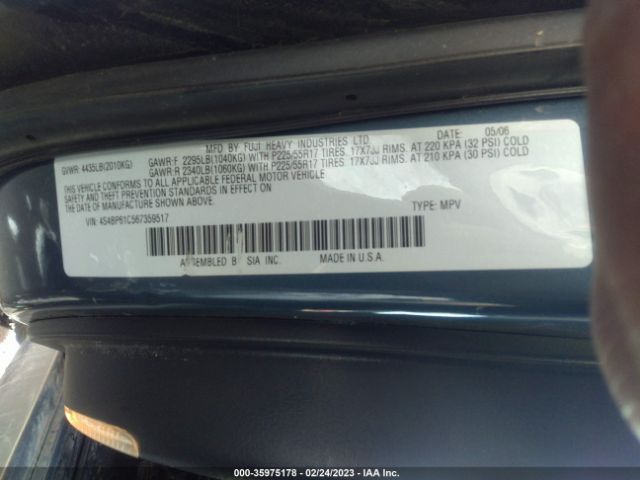 MFD. BY FUJI HEAVY INDUSTRIES LTD. DATE: 05/06
GVWR: 4435LB(2010KG) GAWR:F 2295LB(1040KG) WITH P225/55R17 TIRES. 17X7JJ RIMS. AT 220 KPA (32 PSI) COLD
GAWR:R 2340LB(1060KG) WITH P225/55R17 TIRES. 17X7JJ RIMS. AT 210 KPA (30 PSI) COLD
THIS VEHICLE CONFORMS TO ALL APPLICABLE FEDERAL MOTOR VEHICLE
SAFETY AND THEFT PREVENTION STANDARDS IN EFFECT ON THE
DATE OF MANUFACTURE SHOWN ABOVE.
VIN: 4S4BP61C567359517 TYPE: MPV
A EMBLED B SIA INC. MADE IN U.S.A.
000-35975178 - 02/24/2023 - IAA Inc.